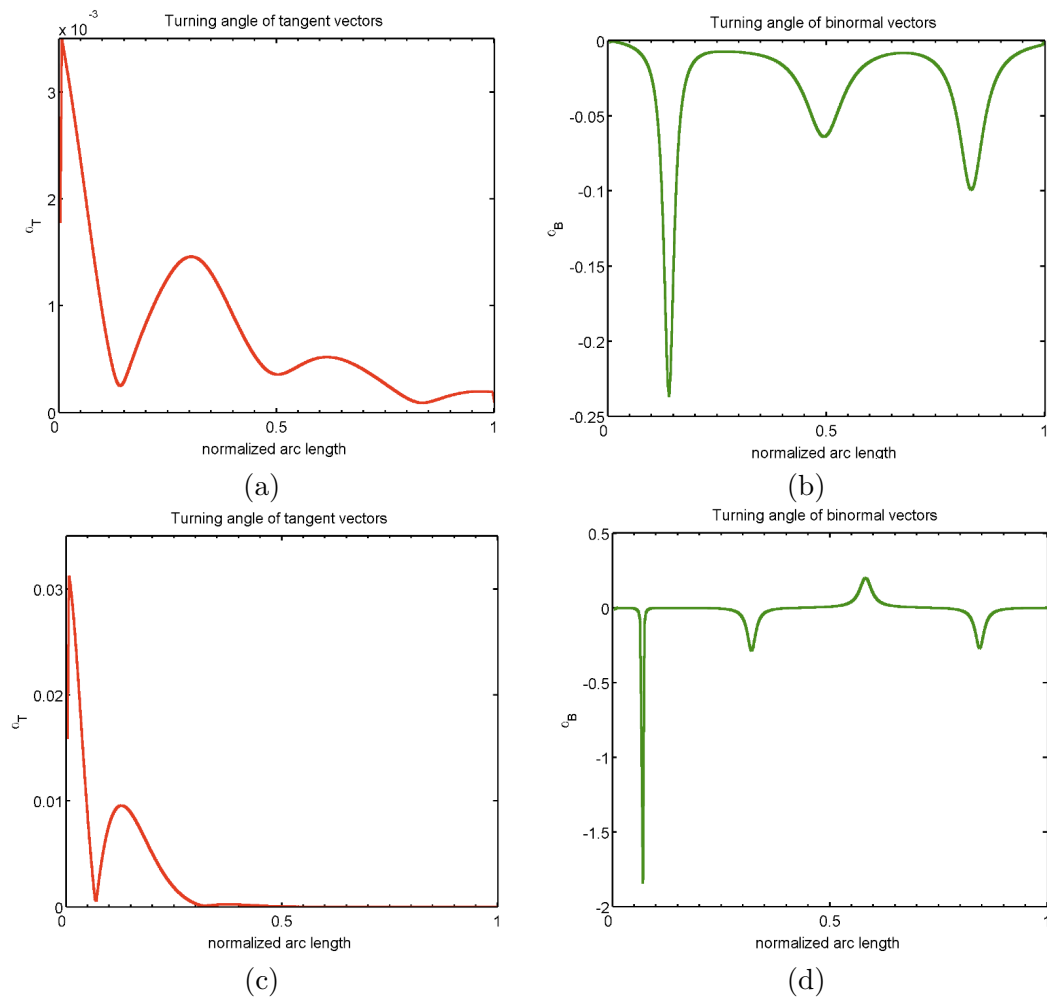 Turning angle of tangent vectors
x 10⁻³
3
2
1
0
α_T
0 0.5 1
normalized arc length
(a)
Turning angle of binormal vectors
0
-0.05
-0.1
-0.15
-0.2
-0.25
α_B
0 0.5 1
normalized arc length
(b)
Turning angle of tangent vectors
0.03
0.02
0.01
0
α_T
0 0.5 1
normalized arc length
(c)
Turning angle of binormal vectors
0.5
0
-0.5
-1
-1.5
-2
α_B
0 0.5 1
normalized arc length
(d)